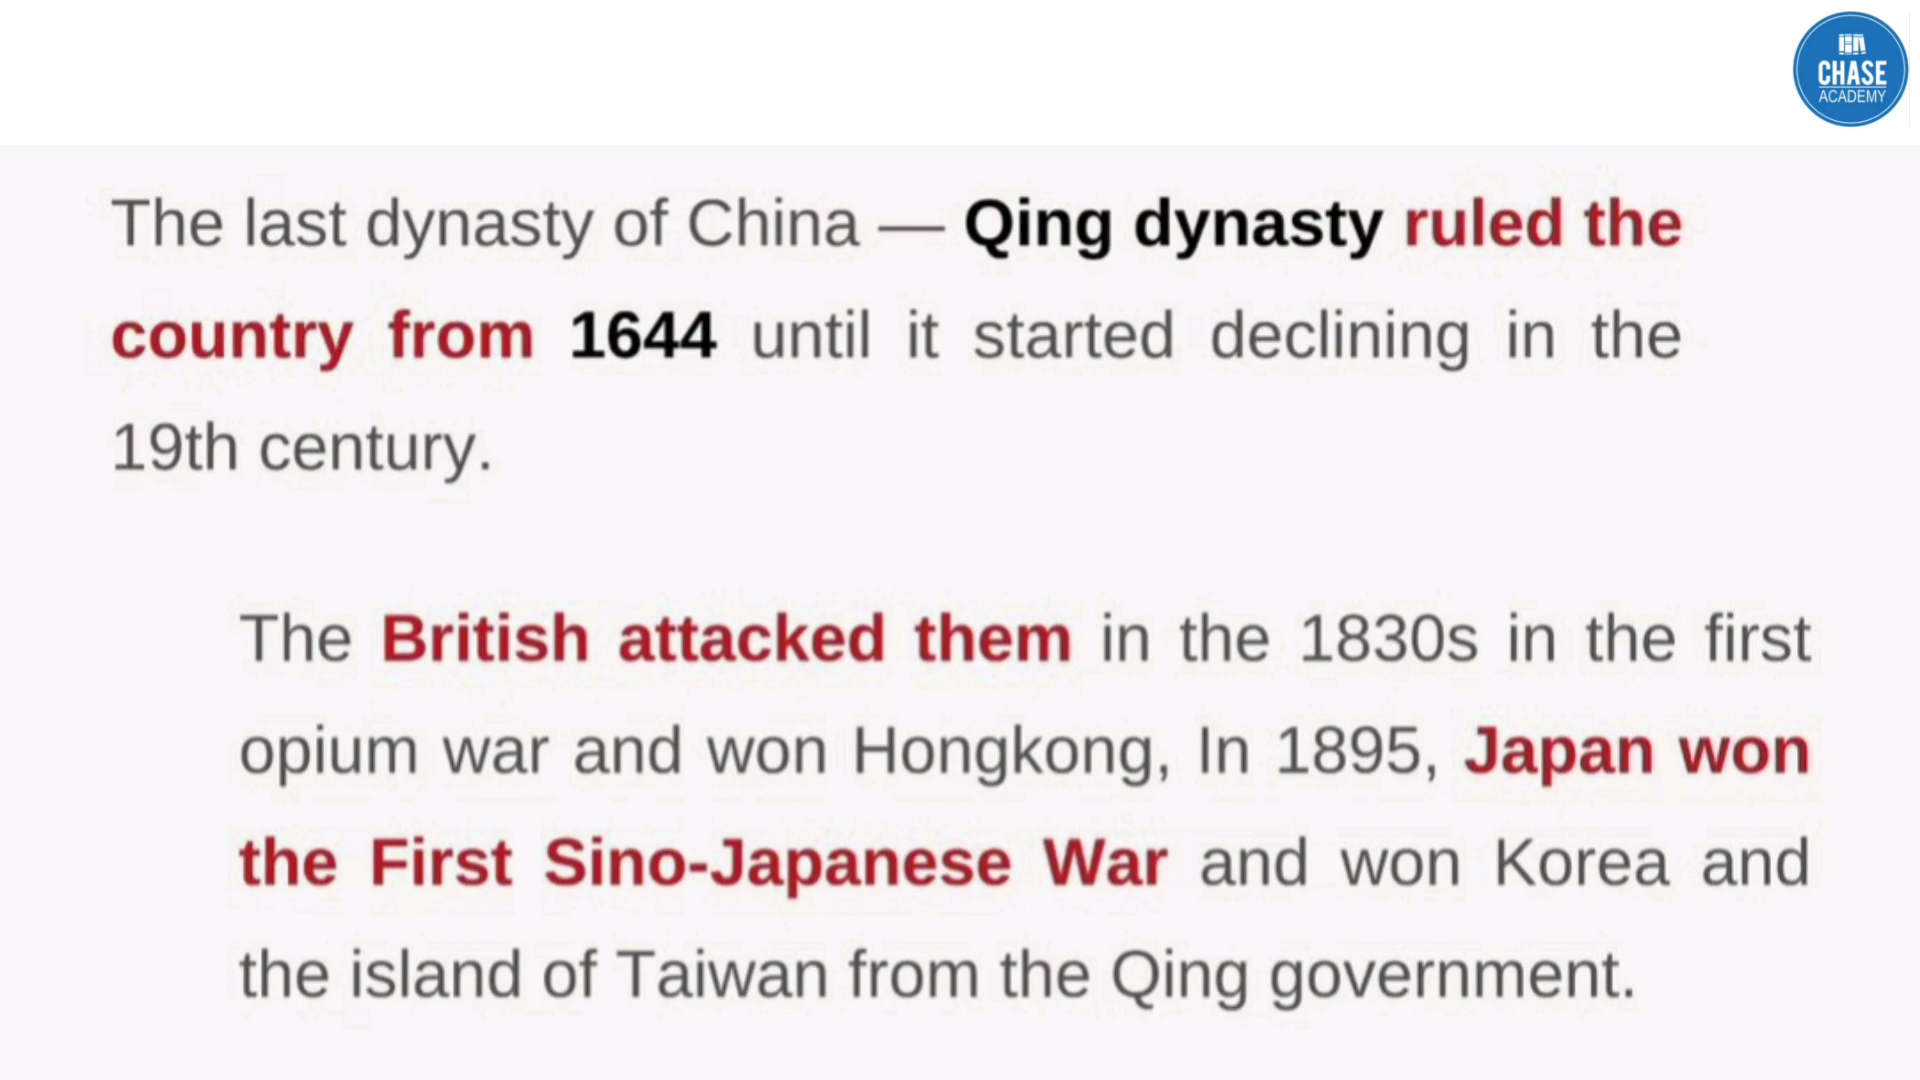 CHASE
ACADEMY
The last dynasty of China — Qing dynasty ruled the
country from 1644 until it started declining in the
19th century.
The British attacked them in the 1830s in the first
opium war and won Hongkong, In 1895, Japan won
the First Sino-Japanese War and won Korea and
the island of Taiwan from the Qing government.